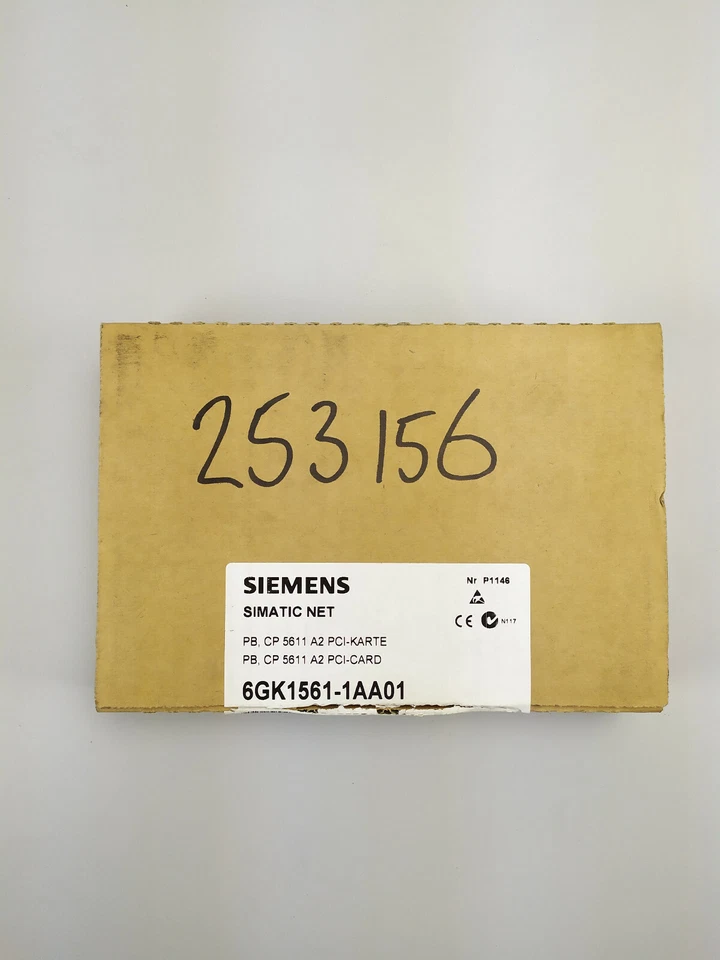 253156
SIEMENS
SIMATIC NET
Nr P1146
CE N117
PB, CP 5611 A2 PCI-KARTE
PB, CP 5611 A2 PCI-CARD
6GK1561-1AA01